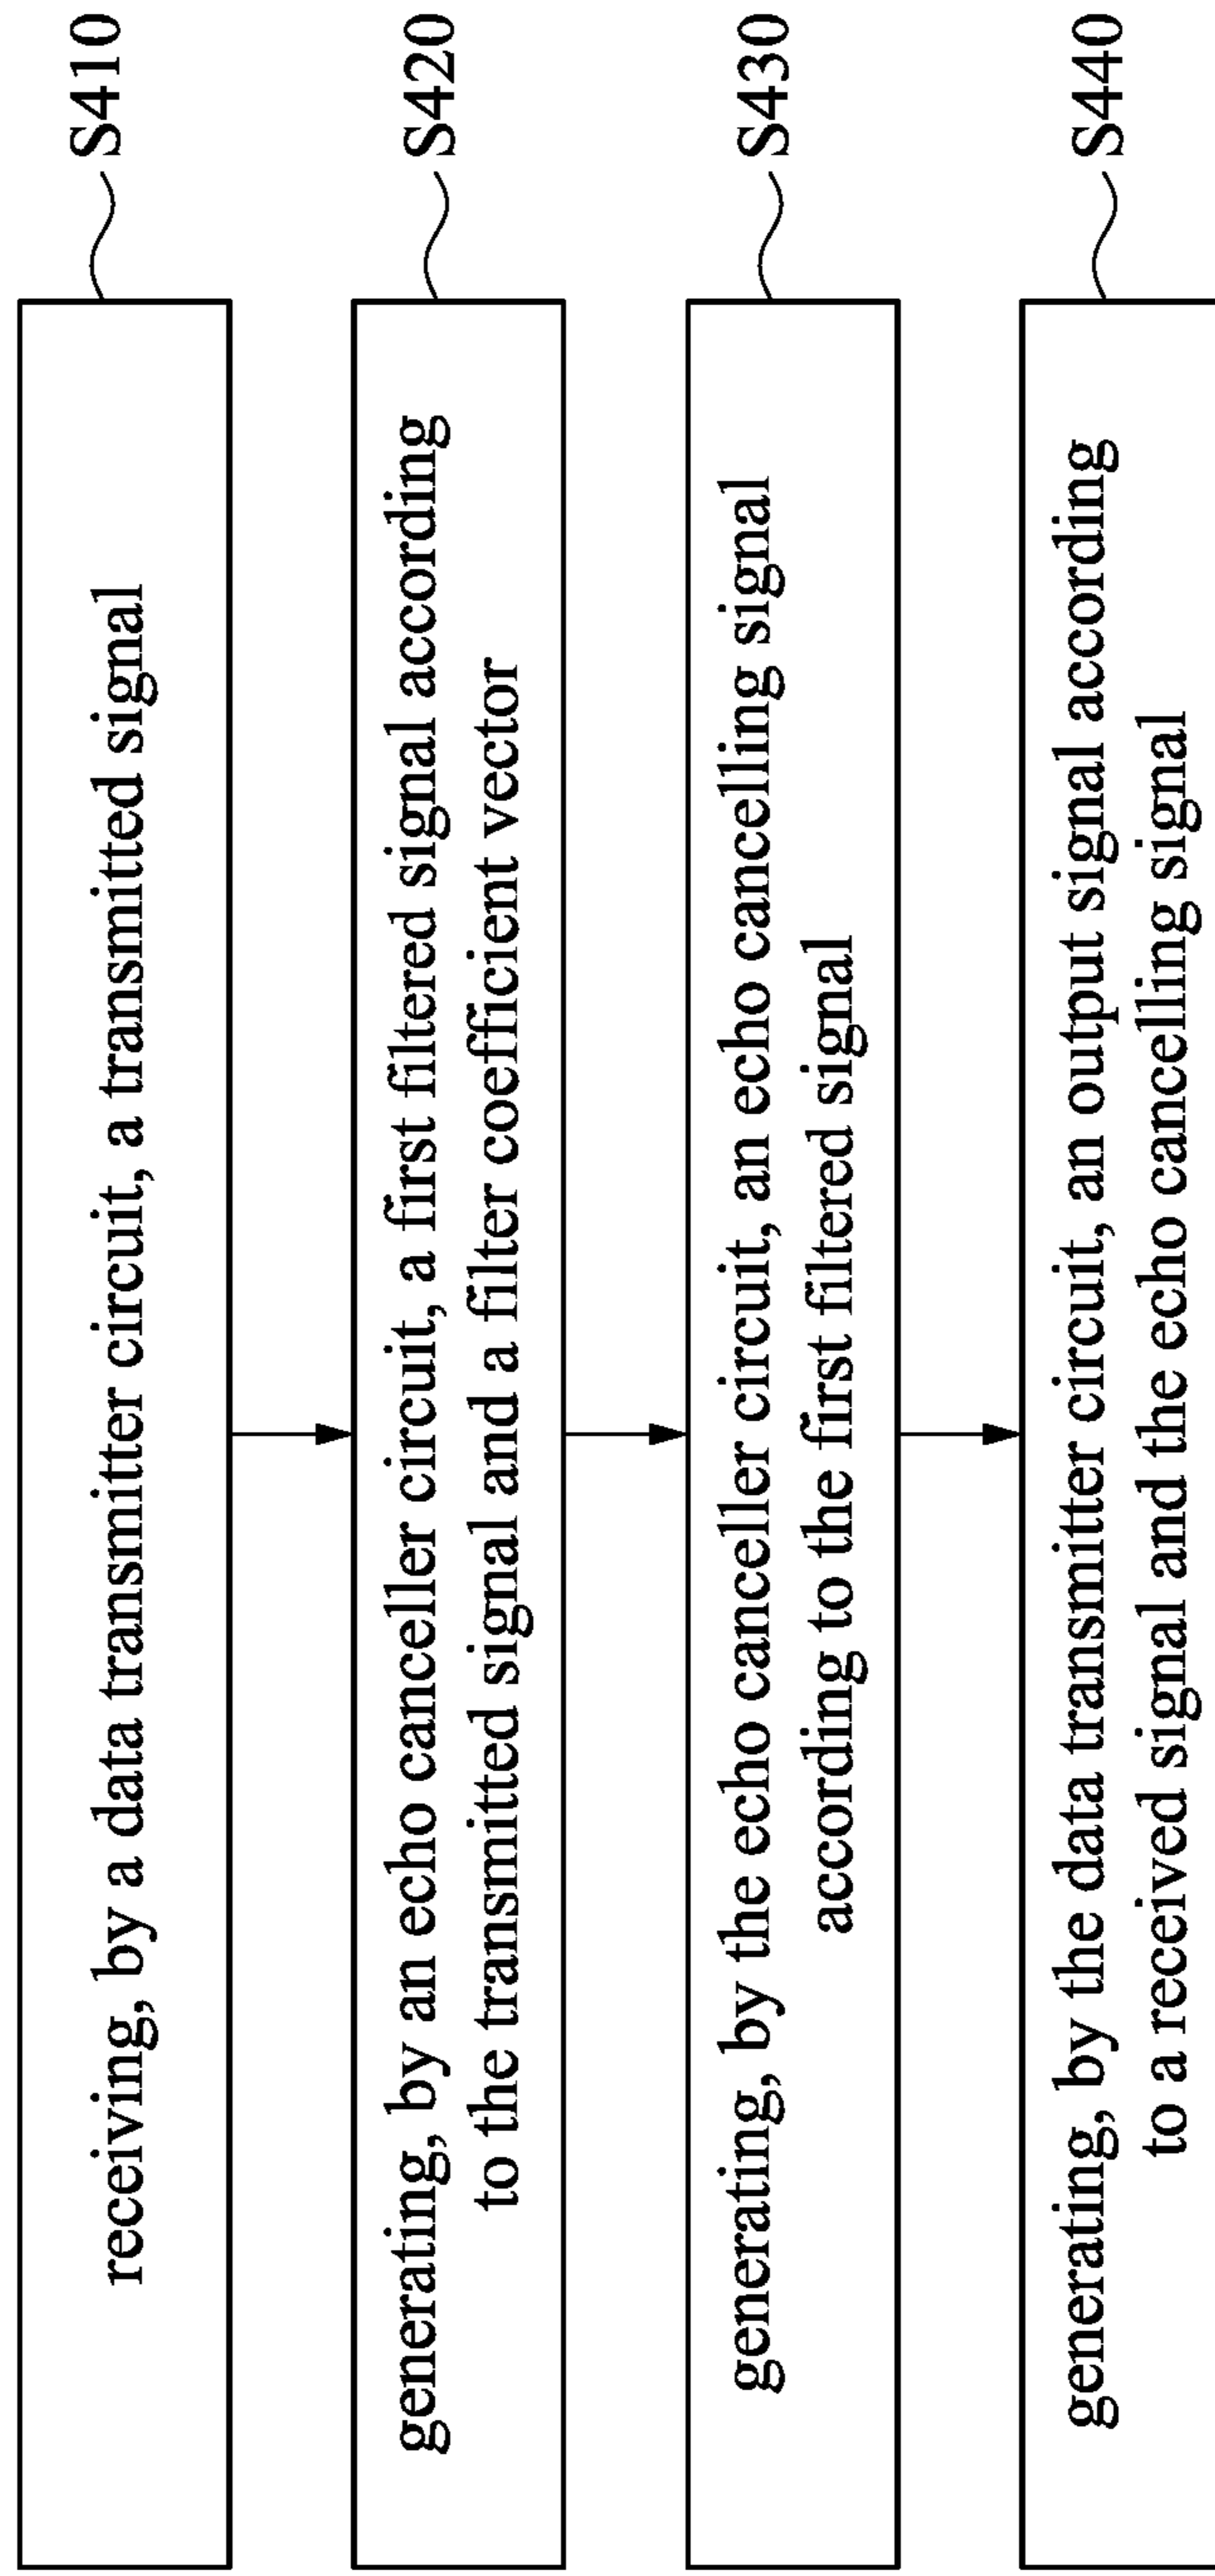 receiving, by a data transmitter circuit, a transmitted signal
S410
generating, by an echo canceller circuit, a first filtered signal according
to the transmitted signal and a filter coefficient vector
S420
generating, by the echo canceller circuit, an echo cancelling signal
according to the first filtered signal
S430
generating, by the data transmitter circuit, an output signal according
to a received signal and the echo cancelling signal
S440